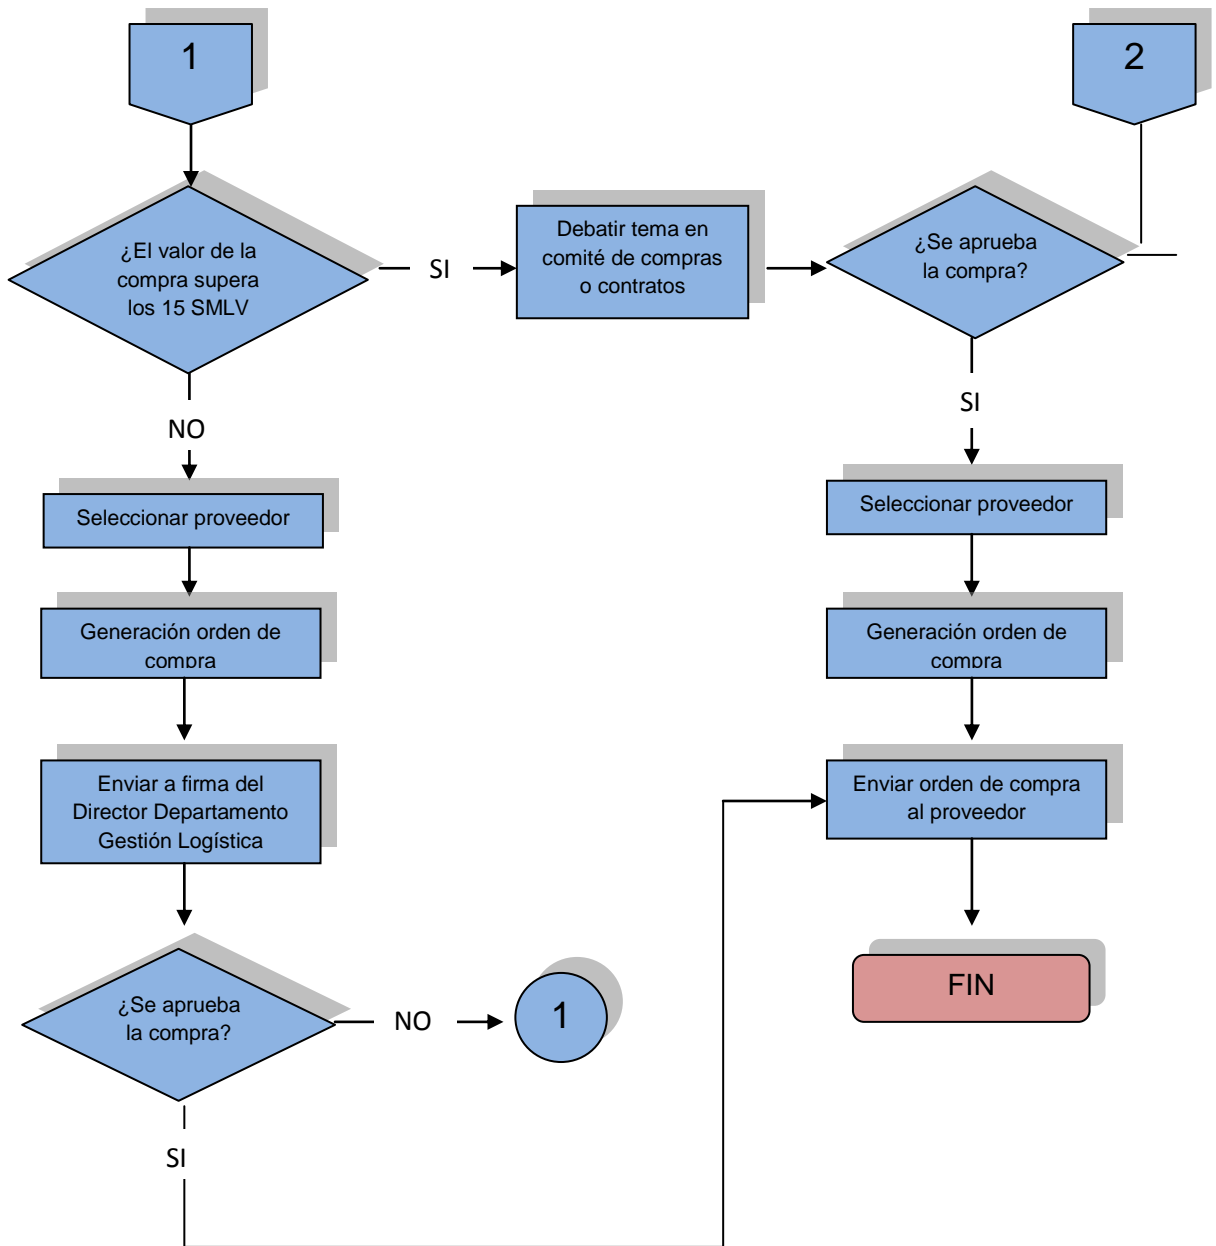 1
2
¿El valor de la
compra supera
los 15 SMLV
SI
Debatir tema en
comité de compras
o contratos
¿Se aprueba
la compra?
NO
SI
Seleccionar proveedor
Seleccionar proveedor
Generación orden de
compra
Generación orden de
compra
Enviar a firma del
Director Departamento
Gestión Logística
Enviar orden de compra
al proveedor
¿Se aprueba
la compra?
NO
1
FIN
SI